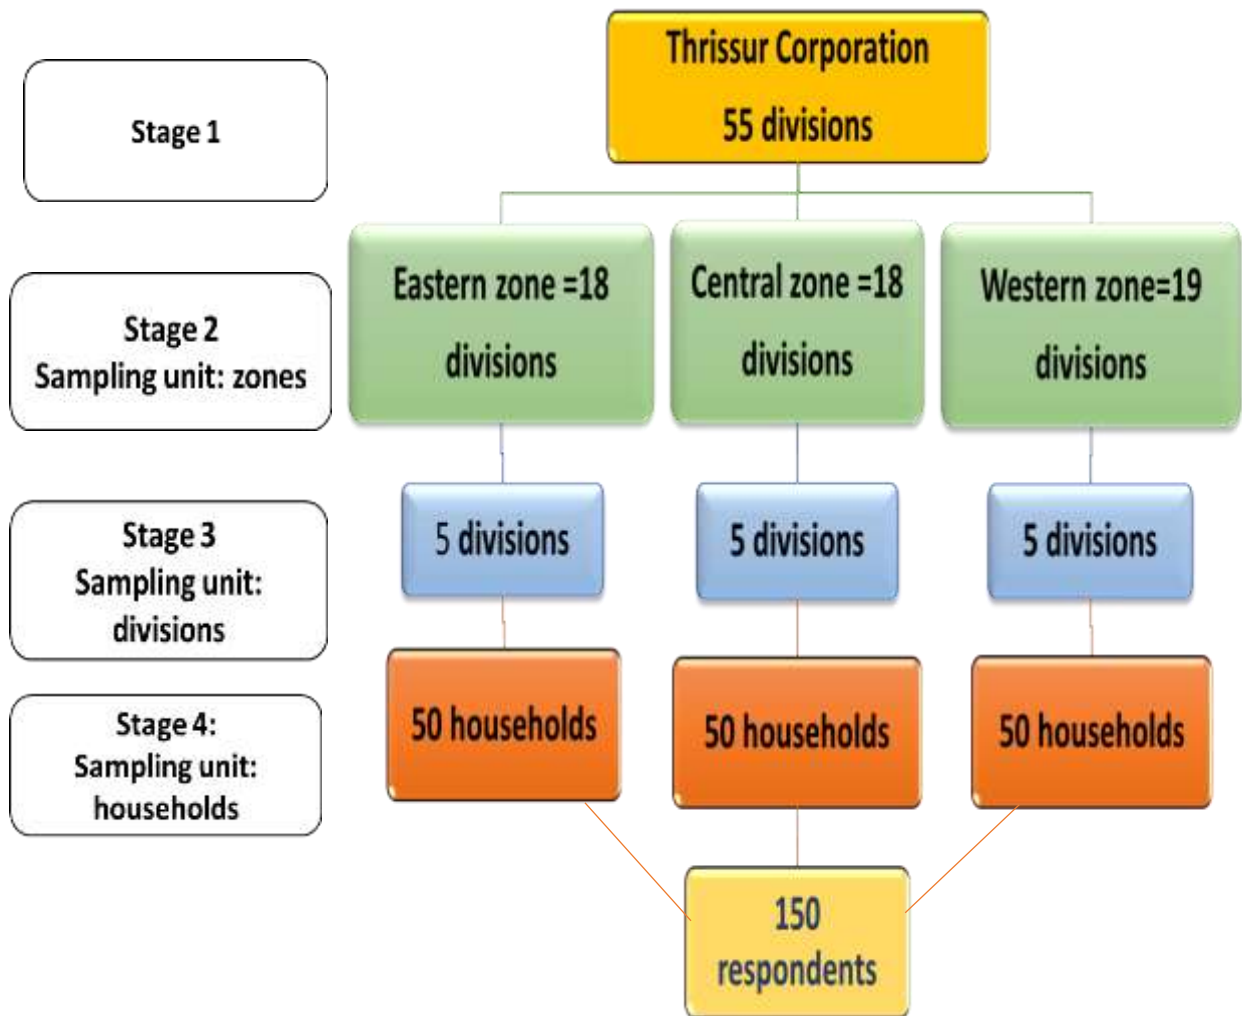 Thrissur Corporation
55 divisions
Stage 1
Eastern zone =18
divisions
Central zone =18
divisions
Western zone=19
divisions
Stage 2
Sampling unit: zones
5 divisions
5 divisions
5 divisions
Stage 3
Sampling unit:
divisions
50 households
50 households
50 households
Stage 4:
Sampling unit:
households
150
respondents